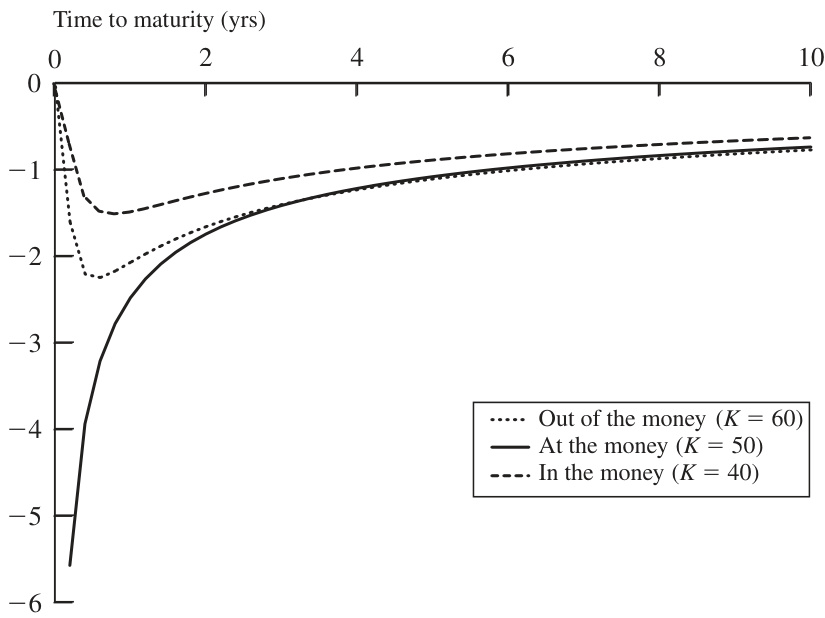 Time to maturity (yrs)
0 2 4 6 8 10
0
−1
−2
−3
−4
−5
−6
Out of the money (K = 60)
At the money (K = 50)
In the money (K = 40)